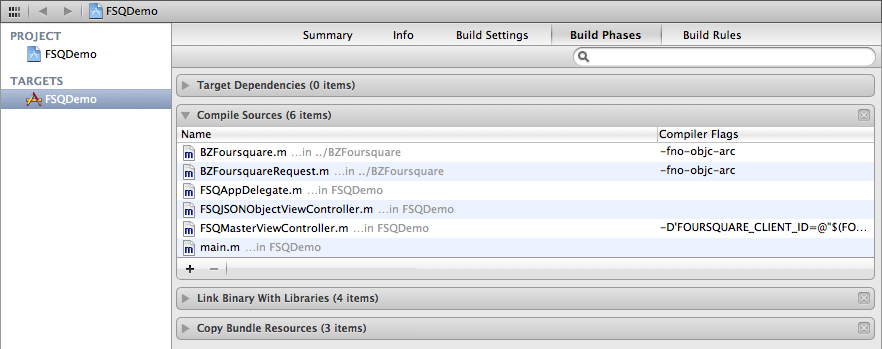 FSQDemo
PROJECT
FSQDemo
TARGETS
FSQDemo
Summary Info Build Settings Build Phases Build Rules
Target Dependencies (0 items)
Compile Sources (6 items)
Name Compiler Flags
BZFoursquare.m ...in ../BZFoursquare -fno-objc-arc
BZFoursquareRequest.m ...in ../BZFoursquare -fno-objc-arc
FSQAppDelegate.m ...in FSQDemo
FSQJSONObjectViewController.m ...in FSQDemo
FSQMasterViewController.m ...in FSQDemo -D'FOURSQUARE_CLIENT_ID=@"$(FO...
main.m ...in FSQDemo
Link Binary With Libraries (4 items)
Copy Bundle Resources (3 items)